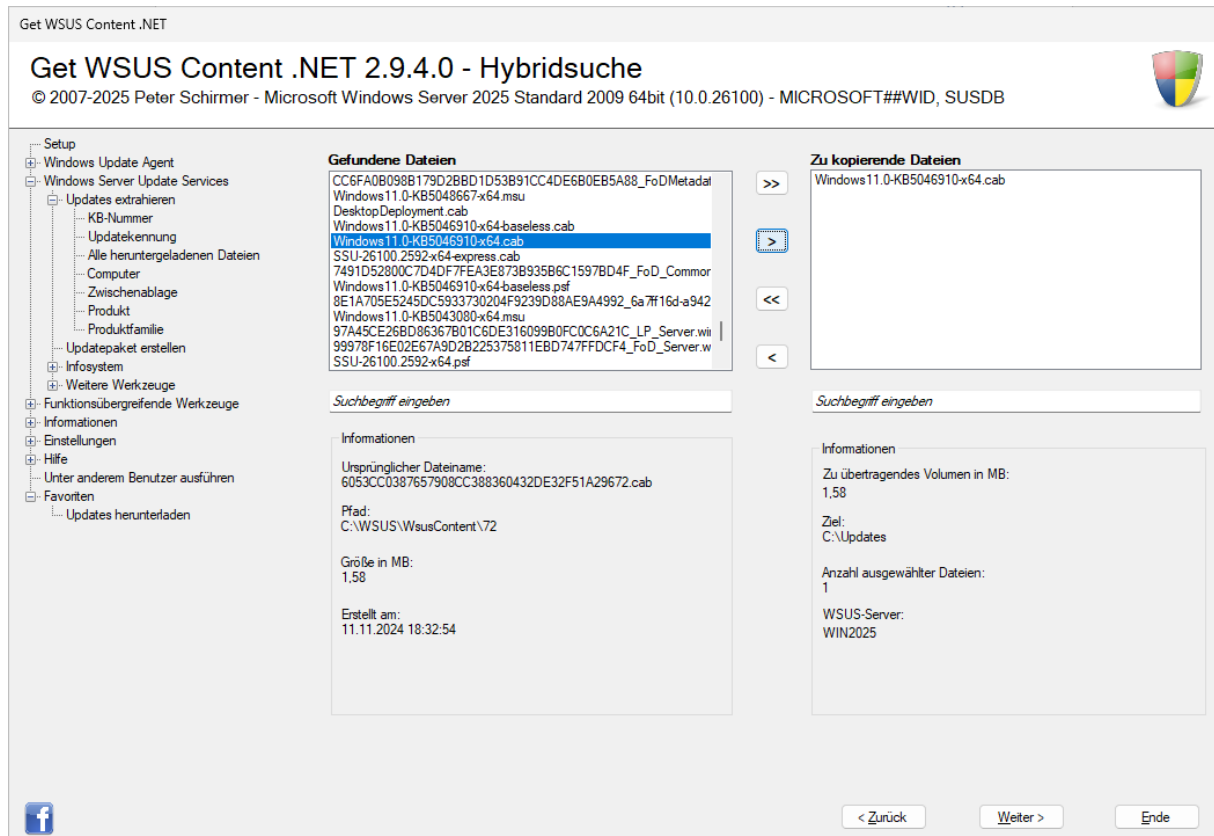 Get WSUS Content .NET
Get WSUS Content .NET 2.9.4.0 - Hybridsuche
© 2007-2025 Peter Schirmer - Microsoft Windows Server 2025 Standard 2009 64bit (10.0.26100) - MICROSOFT##WID, SUSDB
Setup
Windows Update Agent
Windows Server Update Services
Updates extrahieren
KB-Nummer
Updatekennung
Alle heruntergeladenen Dateien
Computer
Zwischenablage
Produkt
Produktfamilie
Updatepaket erstellen
Infosystem
Weitere Werkzeuge
Funktionsübergreifende Werkzeuge
Informationen
Einstellungen
Hilfe
Unter anderem Benutzer ausführen
Favoriten
Updates herunterladen
Gefundene Dateien
CC6FA0B098B179D2BBD1D53B91CC4DE6B0EB5A88_FoDMetadat
Windows11.0-KB5048667-x64.msu
DesktopDeployment.cab
Windows11.0-KB5046910-x64-baseless.cab
Windows11.0-KB5046910-x64.cab
SSU-26100.2592-x64-express.cab
7491D52800C7D4DF7FEA3E873B935B6C1597BD4F_FoD_Common
Windows11.0-KB5046910-x64-baseless.psf
8E1A705E5245DC5933730204F9239D88AE9A4992_6a7ff16d-a942
Windows11.0-KB5043080-x64.msu
97A45CE26BD86367B01C6DE316099B0FC0C6A21C_LP_Server.win
99978F16E02E67A9D2B225375811EBD747FFDCF4_FoD_Server.w
SSU-26100.2592-x64.psf
Suchbegriff eingeben
Informationen
Ursprünglicher Dateiname:
6053CC0387657908CC388360432DE32F51A29672.cab
Pfad:
C:\WSUS\WsusContent\72
Größe in MB:
1,58
Erstellt am:
11.11.2024 18:32:54
>>
>
<<
<
Zu kopierende Dateien
Windows11.0-KB5046910-x64.cab
Suchbegriff eingeben
Informationen
Zu übertragendes Volumen in MB:
1,58
Ziel:
C:\Updates
Anzahl ausgewählter Dateien:
1
WSUS-Server:
WIN2025
< Zurück
Weiter >
Ende